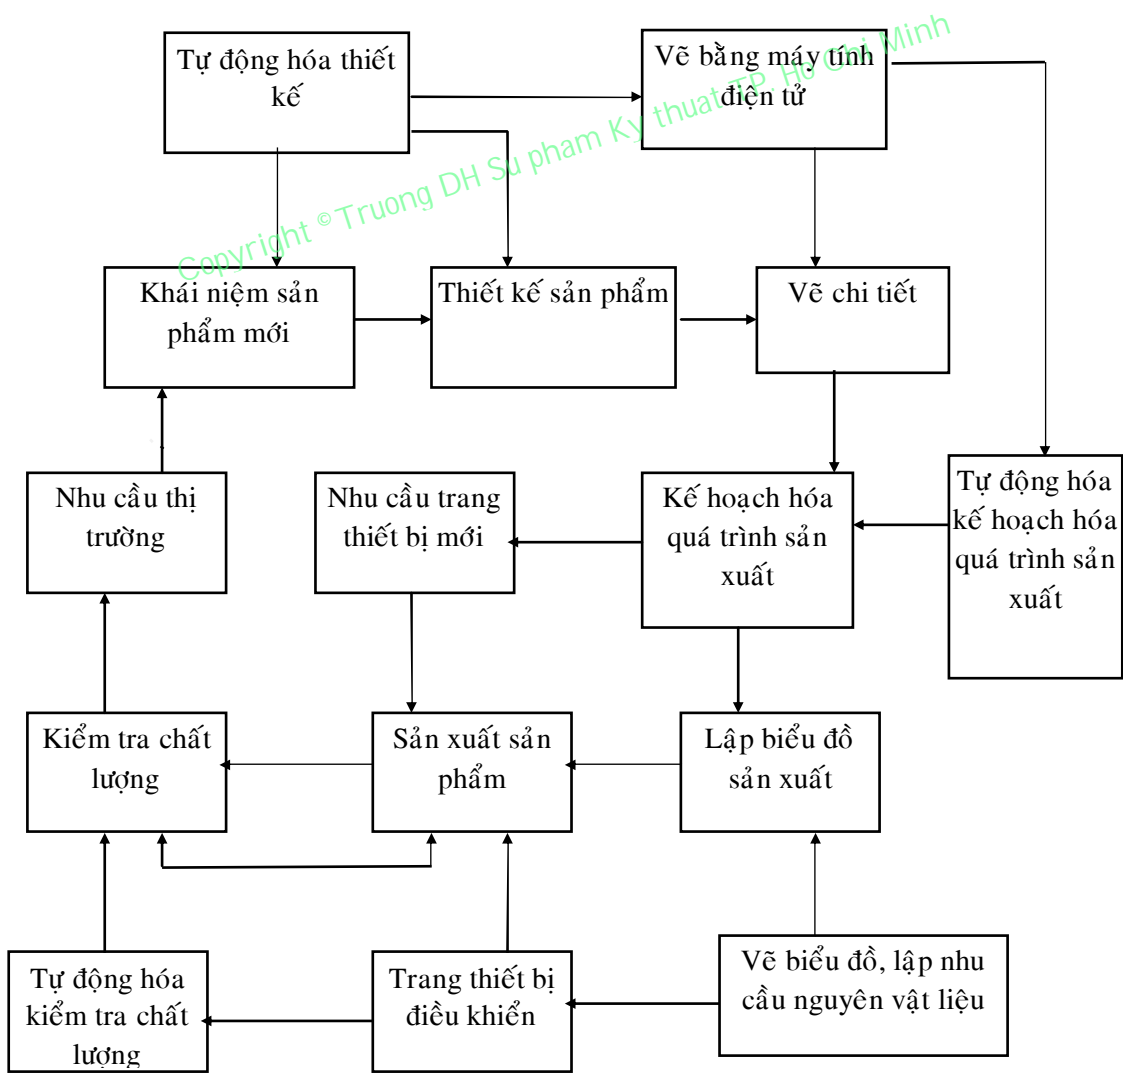 Tự động hóa thiết
kế
Vẽ bằng máy tính
điện tử
Copyright © Truong DH Su pham Ky thuat TP. Ho Chi Minh
Khái niệm sản
phẩm mới
Thiết kế sản phẩm
Vẽ chi tiết
Nhu cầu thị
trường
Nhu cầu trang
thiết bị mới
Kế hoạch hóa
quá trình sản
xuất
Tự động hóa
kế hoạch hóa
quá trình sản
xuất
Kiểm tra chất
lượng
Sản xuất sản
phẩm
Lập biểu đồ
sản xuất
Tự động hóa
kiểm tra chất
lượng
Trang thiết bị
điều khiển
Vẽ biểu đồ, lập nhu
cầu nguyên vật liệu